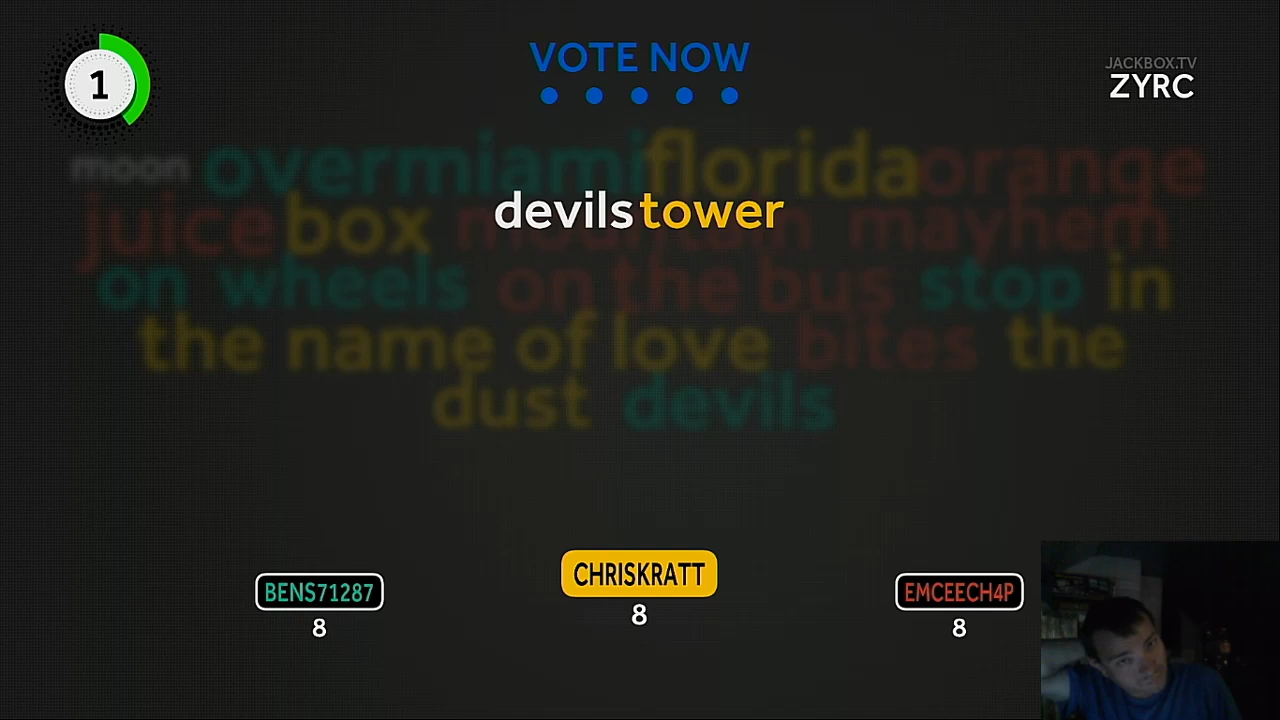 1
VOTE NOW
JACKBOX.TV
ZYRC
moon overmiamifloridaorange
devilstower
juicebox mountain mayhem
on wheels on the bus stop in
the name of love bites the
dust devils
BENS71287
8
CHRISKRATT
8
EMCEECH4P
8